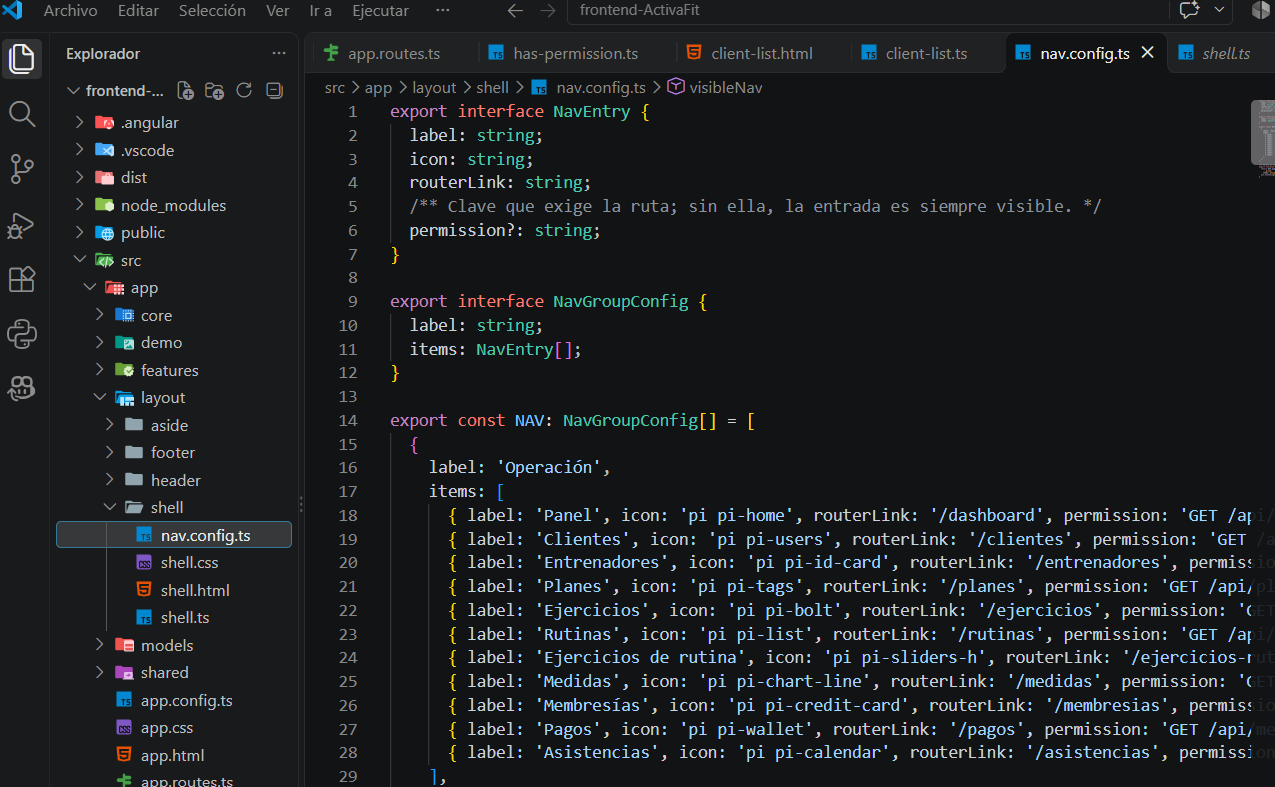 Archivo Editar Selección Ver Ir a Ejecutar ··· frontend-ActivaFit
Explorador ···
frontend-...
.angular
.vscode
dist
node_modules
public
src
app
core
demo
features
layout
aside
footer
header
shell
nav.config.ts
shell.css
shell.html
shell.ts
models
shared
app.config.ts
app.css
app.html
app.routes.ts
app.routes.ts has-permission.ts client-list.html client-list.ts nav.config.ts shell.ts
src > app > layout > shell > nav.config.ts > visibleNav
1 export interface NavEntry {
2 label: string;
3 icon: string;
4 routerLink: string;
5 /** Clave que exige la ruta; sin ella, la entrada es siempre visible. */
6 permission?: string;
7 }
8
9 export interface NavGroupConfig {
10 label: string;
11 items: NavEntry[];
12 }
13
14 export const NAV: NavGroupConfig[] = [
15 {
16 label: 'Operación',
17 items: [
18 { label: 'Panel', icon: 'pi pi-home', routerLink: '/dashboard', permission: 'GET /api/
19 { label: 'Clientes', icon: 'pi pi-users', routerLink: '/clientes', permission: 'GET /a
20 { label: 'Entrenadores', icon: 'pi pi-id-card', routerLink: '/entrenadores', permissio
21 { label: 'Planes', icon: 'pi pi-tags', routerLink: '/planes', permission: 'GET /api/pl
22 { label: 'Ejercicios', icon: 'pi pi-bolt', routerLink: '/ejercicios', permission: 'GET
23 { label: 'Rutinas', icon: 'pi pi-list', routerLink: '/rutinas', permission: 'GET /api/
24 { label: 'Ejercicios de rutina', icon: 'pi pi-sliders-h', routerLink: '/ejercicios-rut
25 { label: 'Medidas', icon: 'pi pi-chart-line', routerLink: '/medidas', permission: 'GET
26 { label: 'Membresías', icon: 'pi pi-credit-card', routerLink: '/membresias', permissio
27 { label: 'Pagos', icon: 'pi pi-wallet', routerLink: '/pagos', permission: 'GET /api/me
28 { label: 'Asistencias', icon: 'pi pi-calendar', routerLink: '/asistencias', permission
29 ],